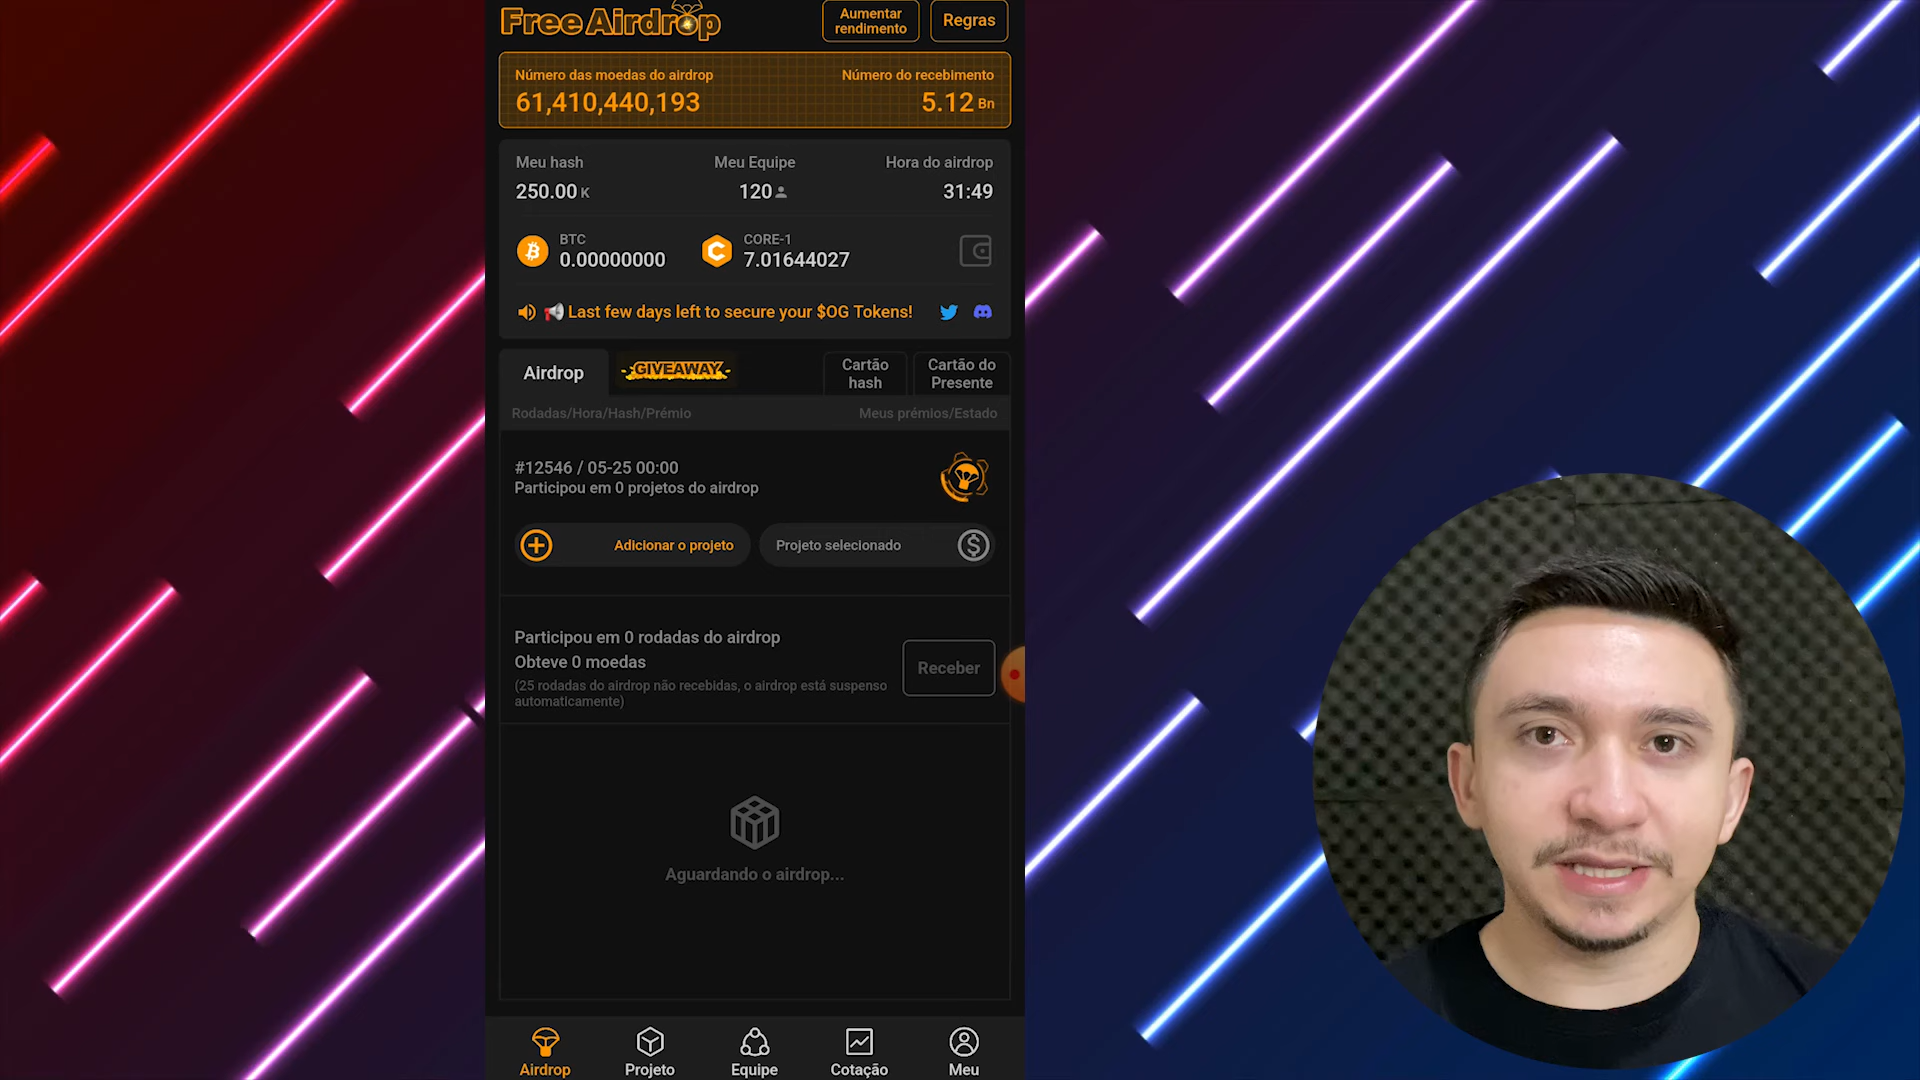 Free Airdrop
Aumentar
rendimento
Regras
Número das moedas do airdrop
Número do recebimento
61,410,440,193
5.12 Bn
Meu hash
Meu Equipe
Hora do airdrop
250.00 K
120
31:49
BTC
0.00000000
CORE-1
7.01644027
Last few days left to secure your $OG Tokens!
Airdrop
GIVEAWAY
Cartão
hash
Cartão do
Presente
Rodadas/Hora/Hash/Prémio
Meus prémios/Estado
#12546 / 05-25 00:00
Participou em 0 projetos do airdrop
Adicionar o projeto
Projeto selecionado
Participou em 0 rodadas do airdrop
Obteve 0 moedas
(25 rodadas do airdrop não recebidas, o airdrop está suspenso
automaticamente)
Receber
Aguardando o airdrop...
Airdrop
Projeto
Equipe
Cotação
Meu